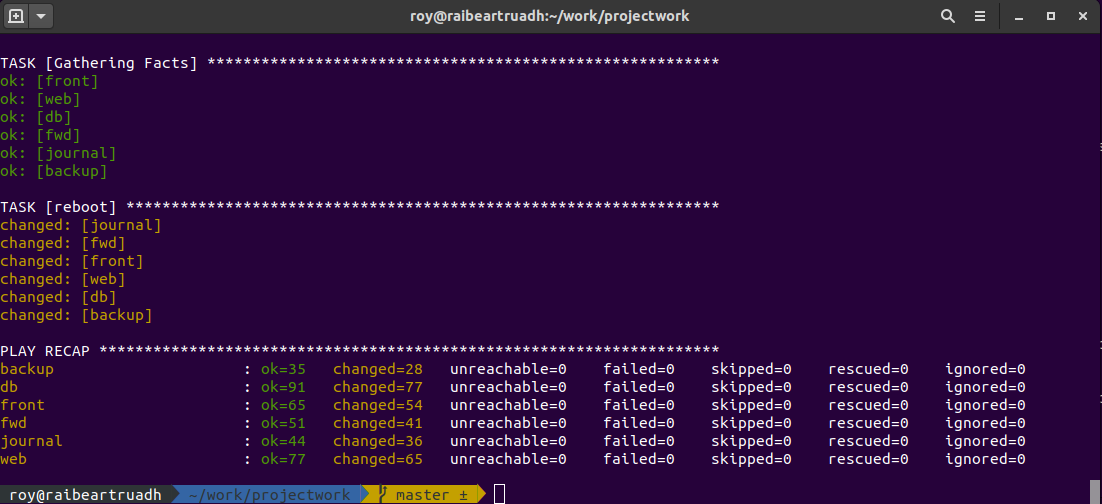 roy@raibeartruadh:~/work/projectwork
TASK [Gathering Facts] *********************************************************
ok: [front]
ok: [web]
ok: [db]
ok: [fwd]
ok: [journal]
ok: [backup]
TASK [reboot] ******************************************************************
changed: [journal]
changed: [fwd]
changed: [front]
changed: [web]
changed: [db]
changed: [backup]
PLAY RECAP *********************************************************************
backup : ok=35 changed=28 unreachable=0 failed=0 skipped=0 rescued=0 ignored=0
db : ok=91 changed=77 unreachable=0 failed=0 skipped=0 rescued=0 ignored=0
front : ok=65 changed=54 unreachable=0 failed=0 skipped=0 rescued=0 ignored=0
fwd : ok=51 changed=41 unreachable=0 failed=0 skipped=0 rescued=0 ignored=0
journal : ok=44 changed=36 unreachable=0 failed=0 skipped=0 rescued=0 ignored=0
web : ok=77 changed=65 unreachable=0 failed=0 skipped=0 rescued=0 ignored=0
roy@raibeartruadh ~/work/projectwork master ±